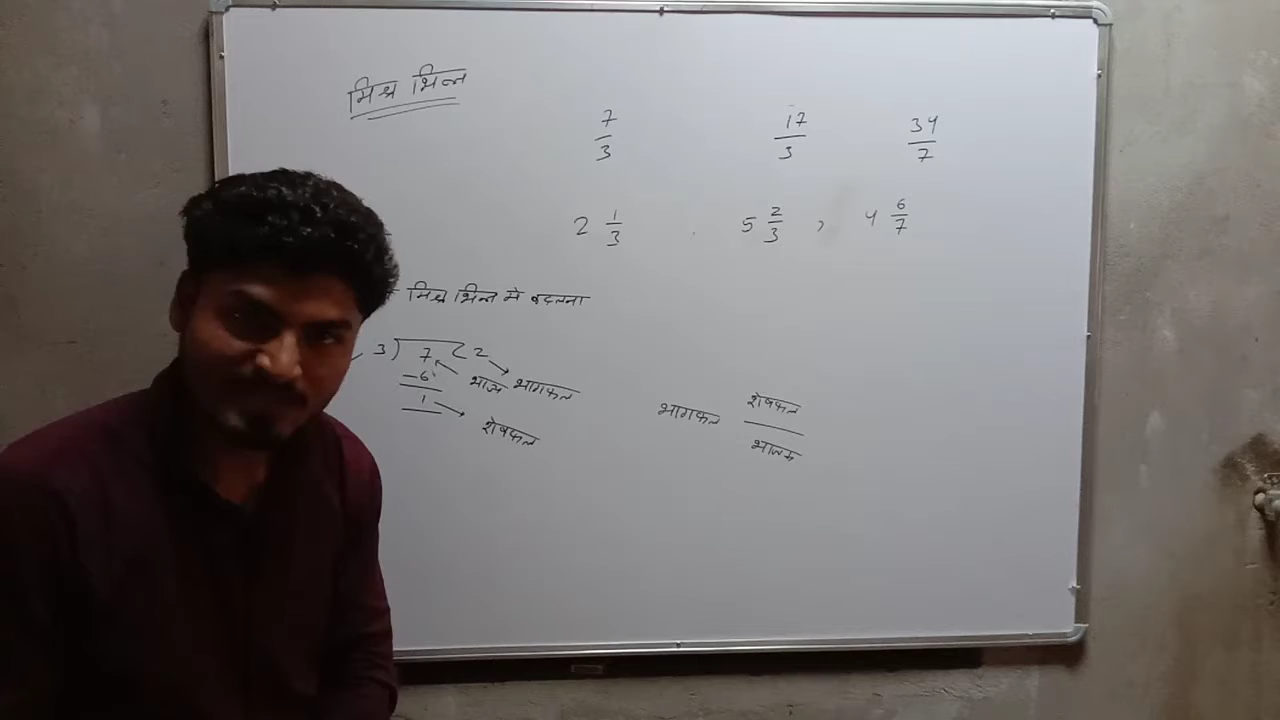 मिश्र भिन्न
7/3 17/3 34/7
2 1/3 , 5 2/3 , 4 6/7
मिश्र भिन्न मे बदलना
3) 7 ( 2
भाज्य भागफल
-6
1
शेषफल
भागफल शेषफल/भाजक